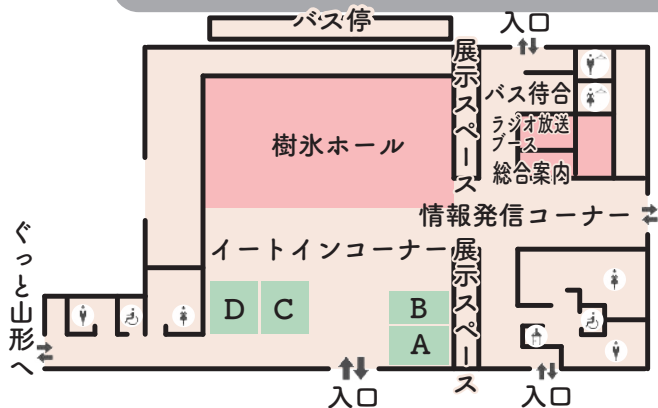 バス停
入口
展示スペース
バス待合
ラジオ放送
ブース
総合案内
樹氷ホール
情報発信コーナー
イートインコーナー
展示スペース
ぐっと山形へ
D
C
B
A
入口
入口